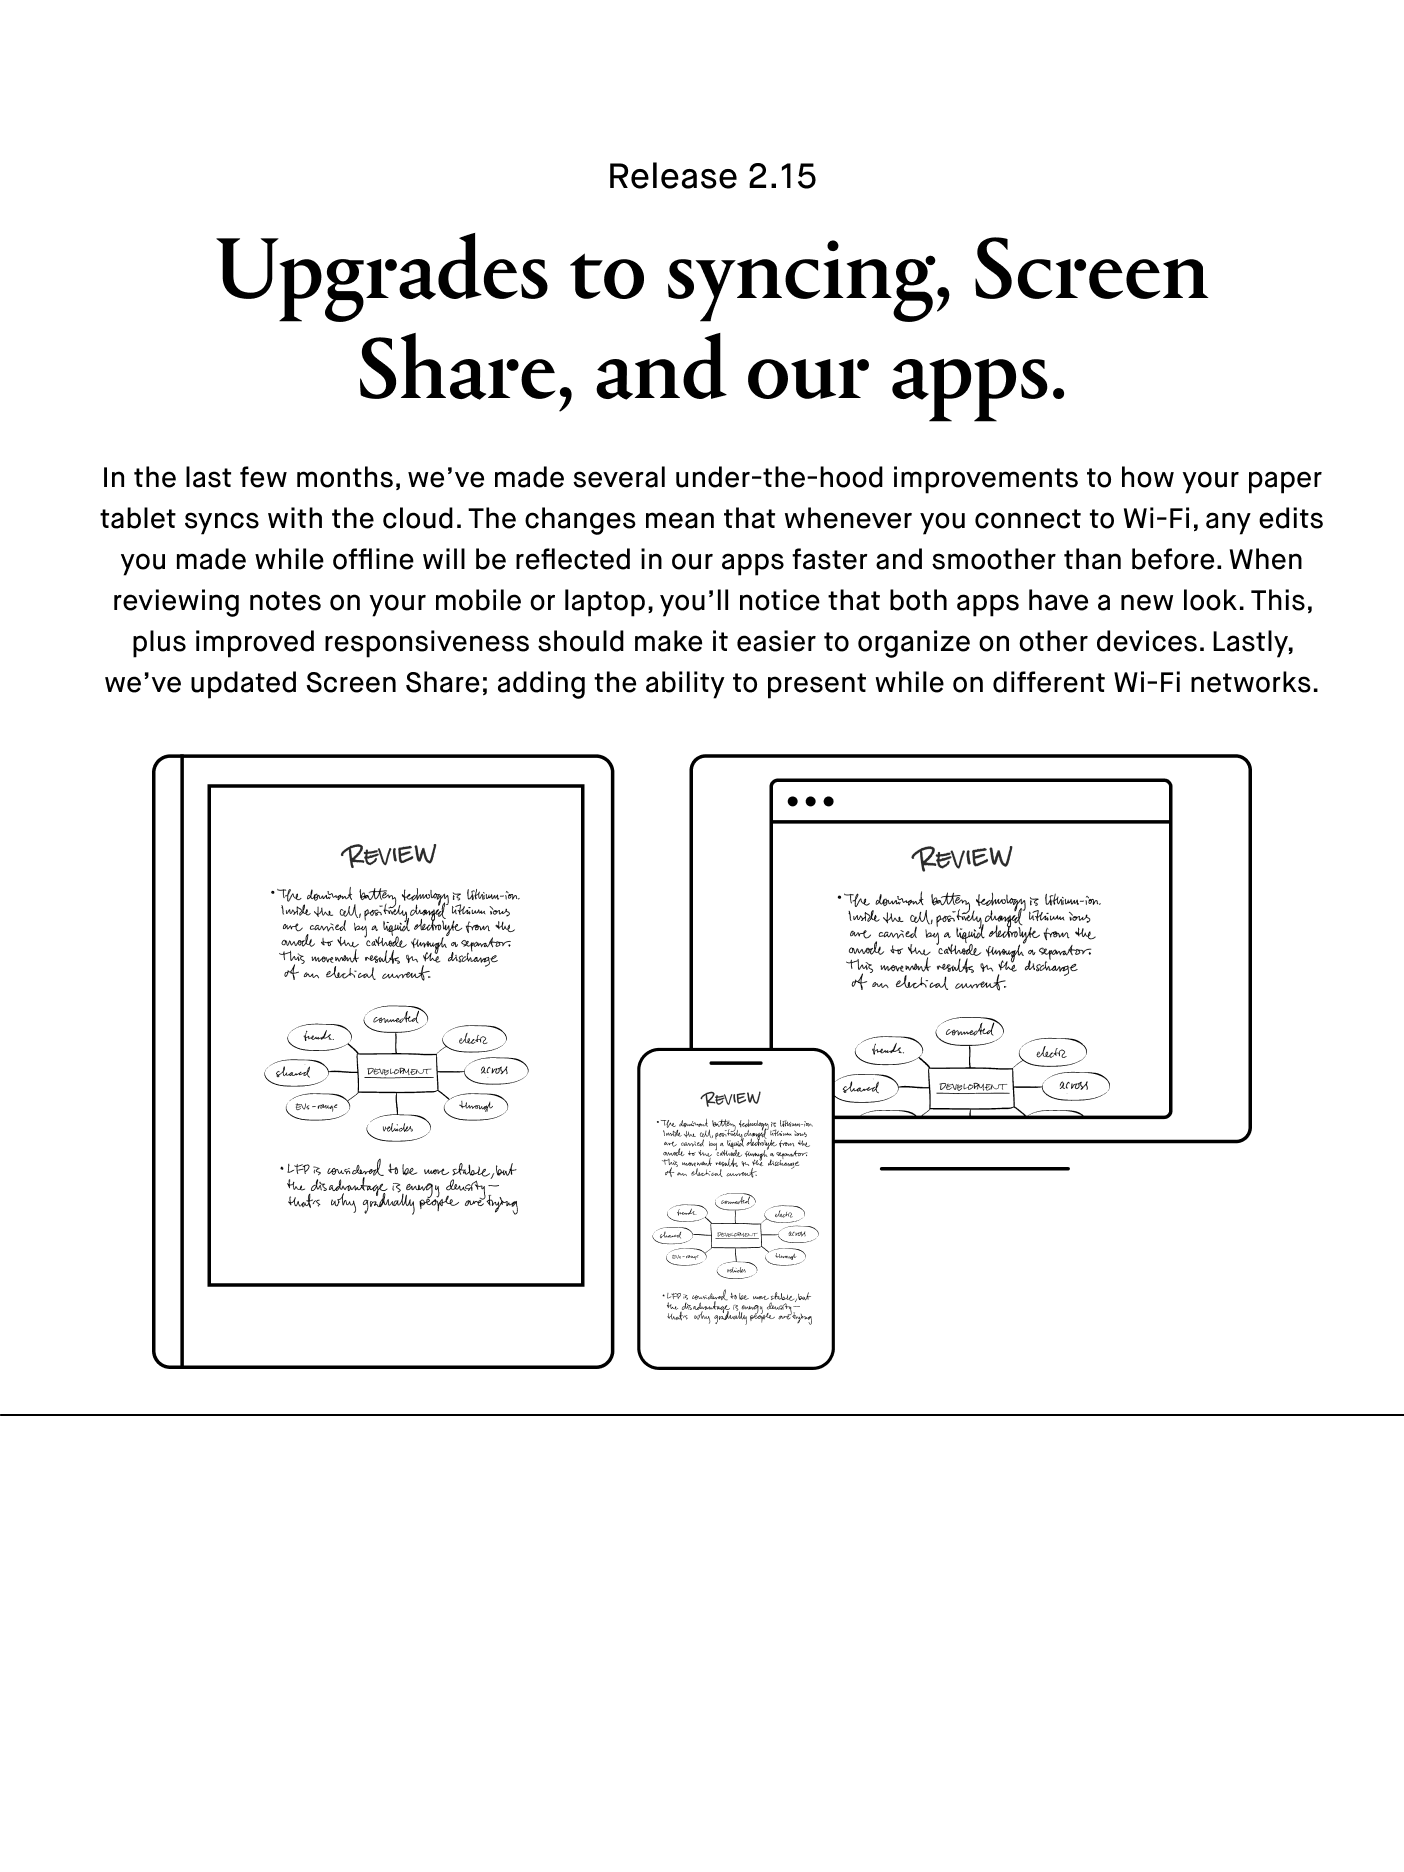 Release 2.15
Upgrades to syncing, Screen
Share, and our apps.
In the last few months, we’ve made several under-the-hood improvements to how your paper
tablet syncs with the cloud. The changes mean that whenever you connect to Wi-Fi, any edits
you made while offline will be reflected in our apps faster and smoother than before. When
reviewing notes on your mobile or laptop, you’ll notice that both apps have a new look. This,
plus improved responsiveness should make it easier to organize on other devices. Lastly,
we’ve updated Screen Share; adding the ability to present while on different Wi-Fi networks.
REVIEW
• The dominant battery technology is lithium-ion.
Inside the cell, positively charged lithium ions
are carried by a liquid electrolyte from the
anode to the cathode through a separator.
This movement results in the discharge
of an electical current.
connected
trends.
electric
shared
DEVELOPMENT
across
EVs-range
through
vehicles
• LFP is considered to be more stable, but
the disadvantage is energy density—
that's why gradually people are trying
REVIEW
• The dominant battery technology is lithium-ion.
Inside the cell, positively charged lithium ions
are carried by a liquid electrolyte from the
anode to the cathode through a separator.
This movement results in the discharge
of an electical current.
connected
trends.
electric
shared
DEVELOPMENT
across
REVIEW
• The dominant battery technology is lithium-ion.
Inside the cell, positively charged lithium ions
are carried by a liquid electrolyte from the
anode to the cathode through a separator.
This movement results in the discharge
of an electical current.
connected
trends.
electric
shared
DEVELOPMENT
across
EVs-range
through
vehicles
• LFP is considered to be more stable, but
the disadvantage is energy density—
that's why gradually people are trying